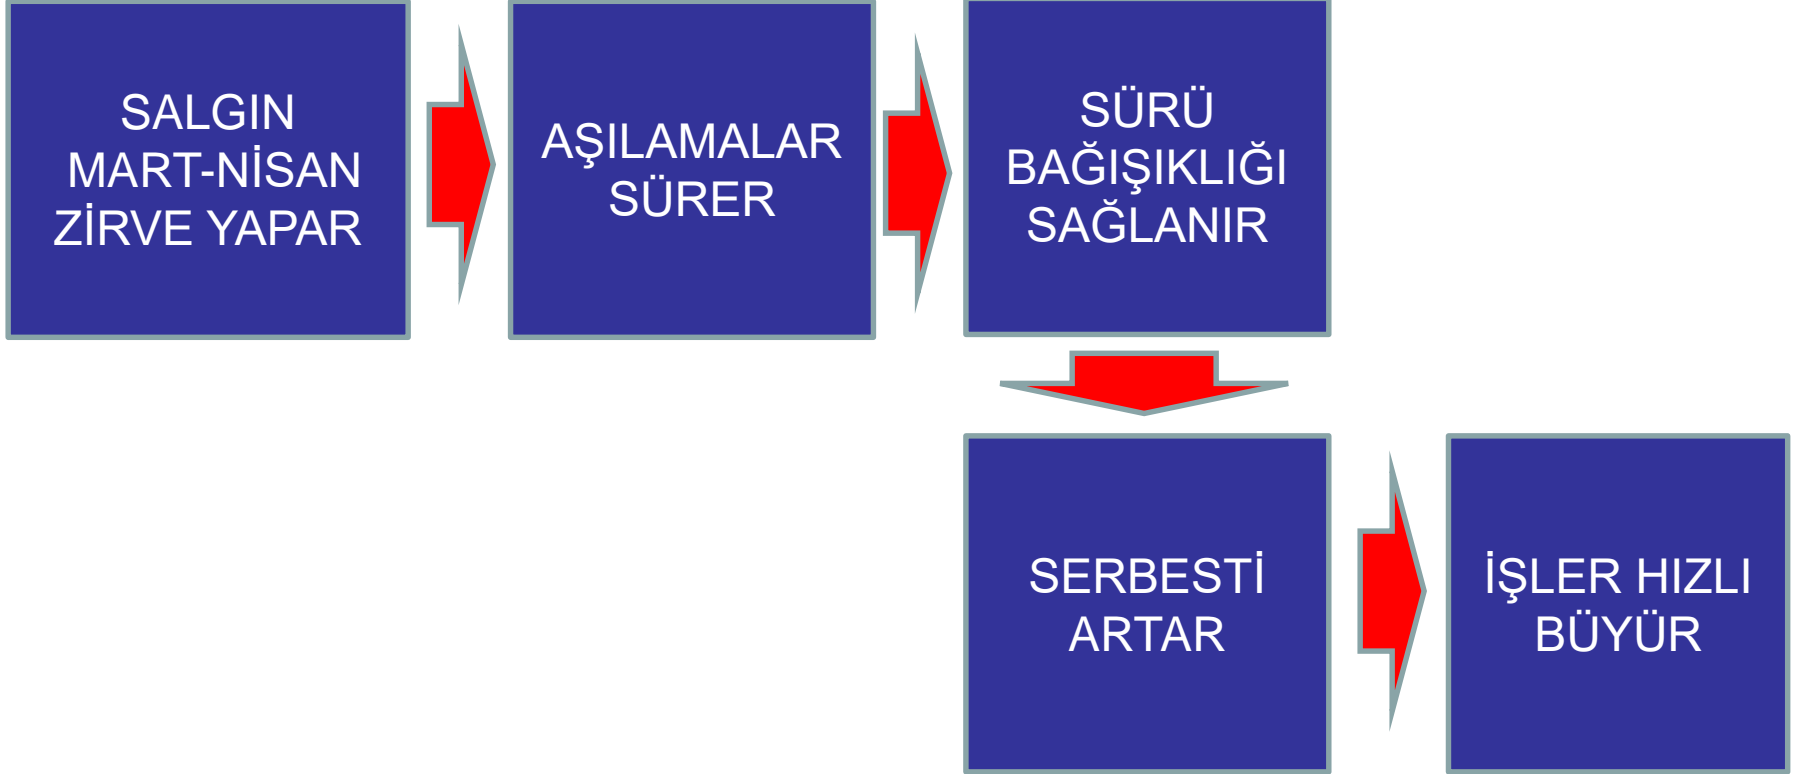 SALGIN
MART-NİSAN
ZİRVE YAPAR
AŞILAMALAR
SÜRER
SÜRÜ
BAĞIŞIKLIĞI
SAĞLANIR
SERBESTİ
ARTAR
İŞLER HIZLI
BÜYÜR